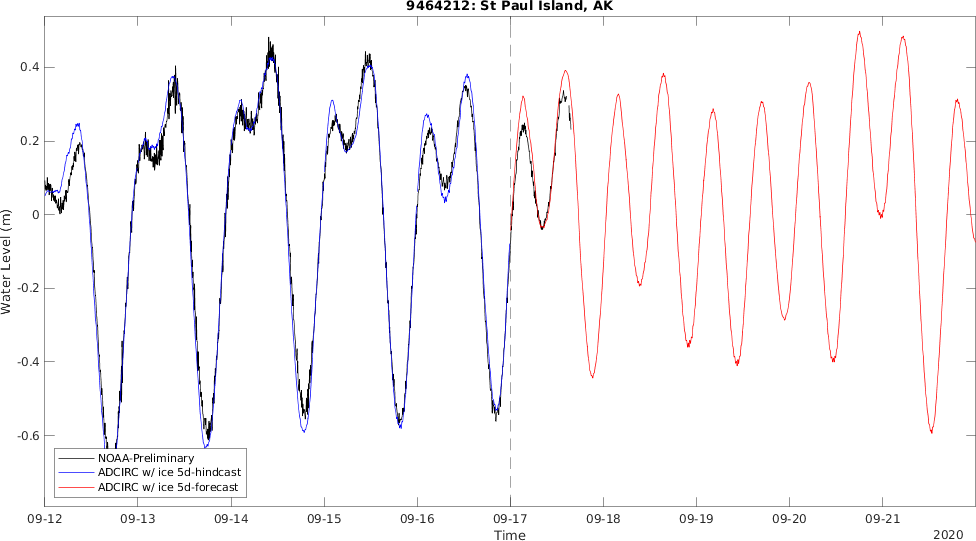 9464212: St Paul Island, AK
Water Level (m)
0.4
0.2
0
-0.2
-0.4
-0.6
NOAA-Preliminary
ADCIRC w/ ice 5d-hindcast
ADCIRC w/ ice 5d-forecast
09-12 09-13 09-14 09-15 09-16 09-17 09-18 09-19 09-20 09-21
Time
2020